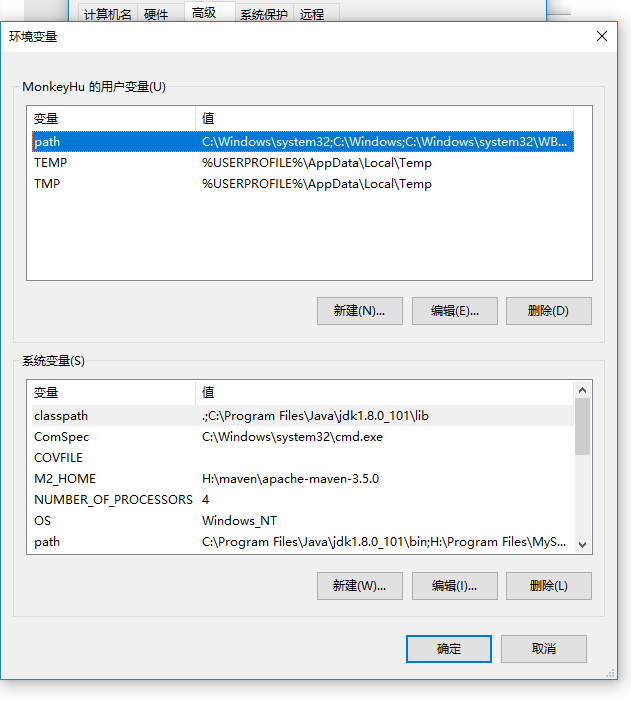 计算机名 硬件 高级 系统保护 远程
环境变量
MonkeyHu 的用户变量(U)
变量 值
path C:\Windows\system32;C:\Windows;C:\Windows\system32\WB...
TEMP %USERPROFILE%\AppData\Local\Temp
TMP %USERPROFILE%\AppData\Local\Temp
新建(N)... 编辑(E)... 删除(D)
系统变量(S)
变量 值
classpath .;C:\Program Files\Java\jdk1.8.0_101\lib
ComSpec C:\Windows\system32\cmd.exe
COVFILE
M2_HOME H:\maven\apache-maven-3.5.0
NUMBER_OF_PROCESSORS 4
OS Windows_NT
path C:\Program Files\Java\jdk1.8.0_101\bin;H:\Program Files\MyS...
新建(W)... 编辑(I)... 删除(L)
确定 取消